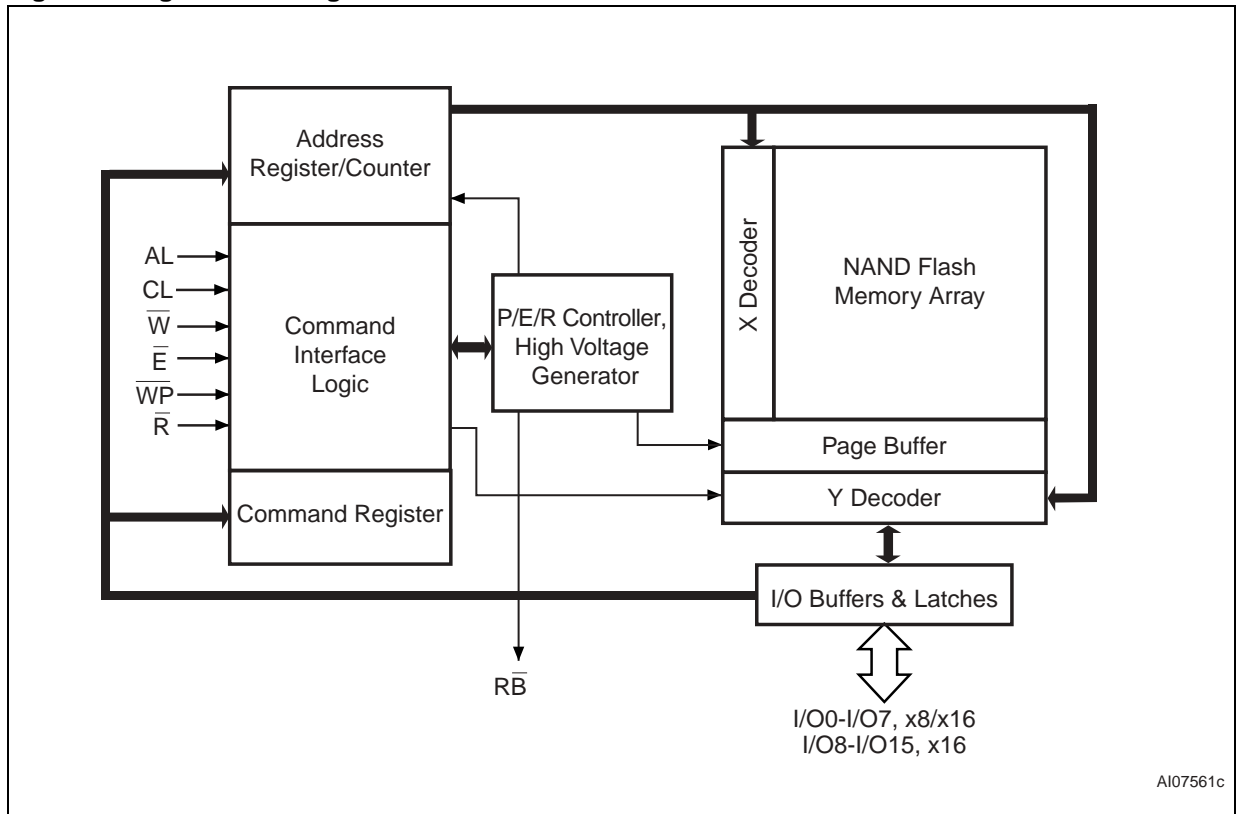 Address
Register/Counter
AL
CL
W̅
E̅
W̅P̅
R̅
Command
Interface
Logic
Command Register
P/E/R Controller,
High Voltage
Generator
RB̅
X Decoder
NAND Flash
Memory Array
Page Buffer
Y Decoder
I/O Buffers & Latches
I/O0-I/O7, x8/x16
I/O8-I/O15, x16
AI07561c